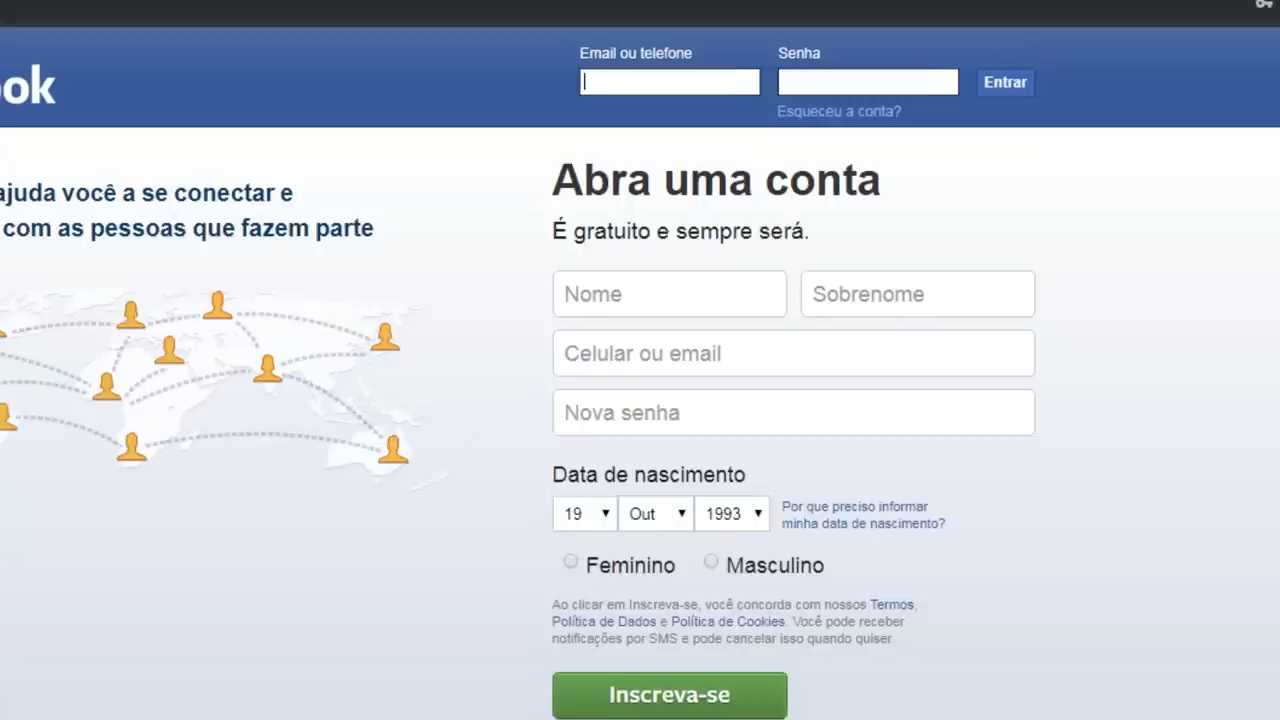 ook
Email ou telefone
Senha
Entrar
Esqueceu a conta?
ajuda você a se conectar e
com as pessoas que fazem parte
Abra uma conta
É gratuito e sempre será.
Nome
Sobrenome
Celular ou email
Nova senha
Data de nascimento
19
Out
1993
Por que preciso informar
minha data de nascimento?
Feminino
Masculino
Ao clicar em Inscreva-se, você concorda com nossos Termos,
Política de Dados e Política de Cookies. Você pode receber
notificações por SMS e pode cancelar isso quando quiser.
Inscreva-se